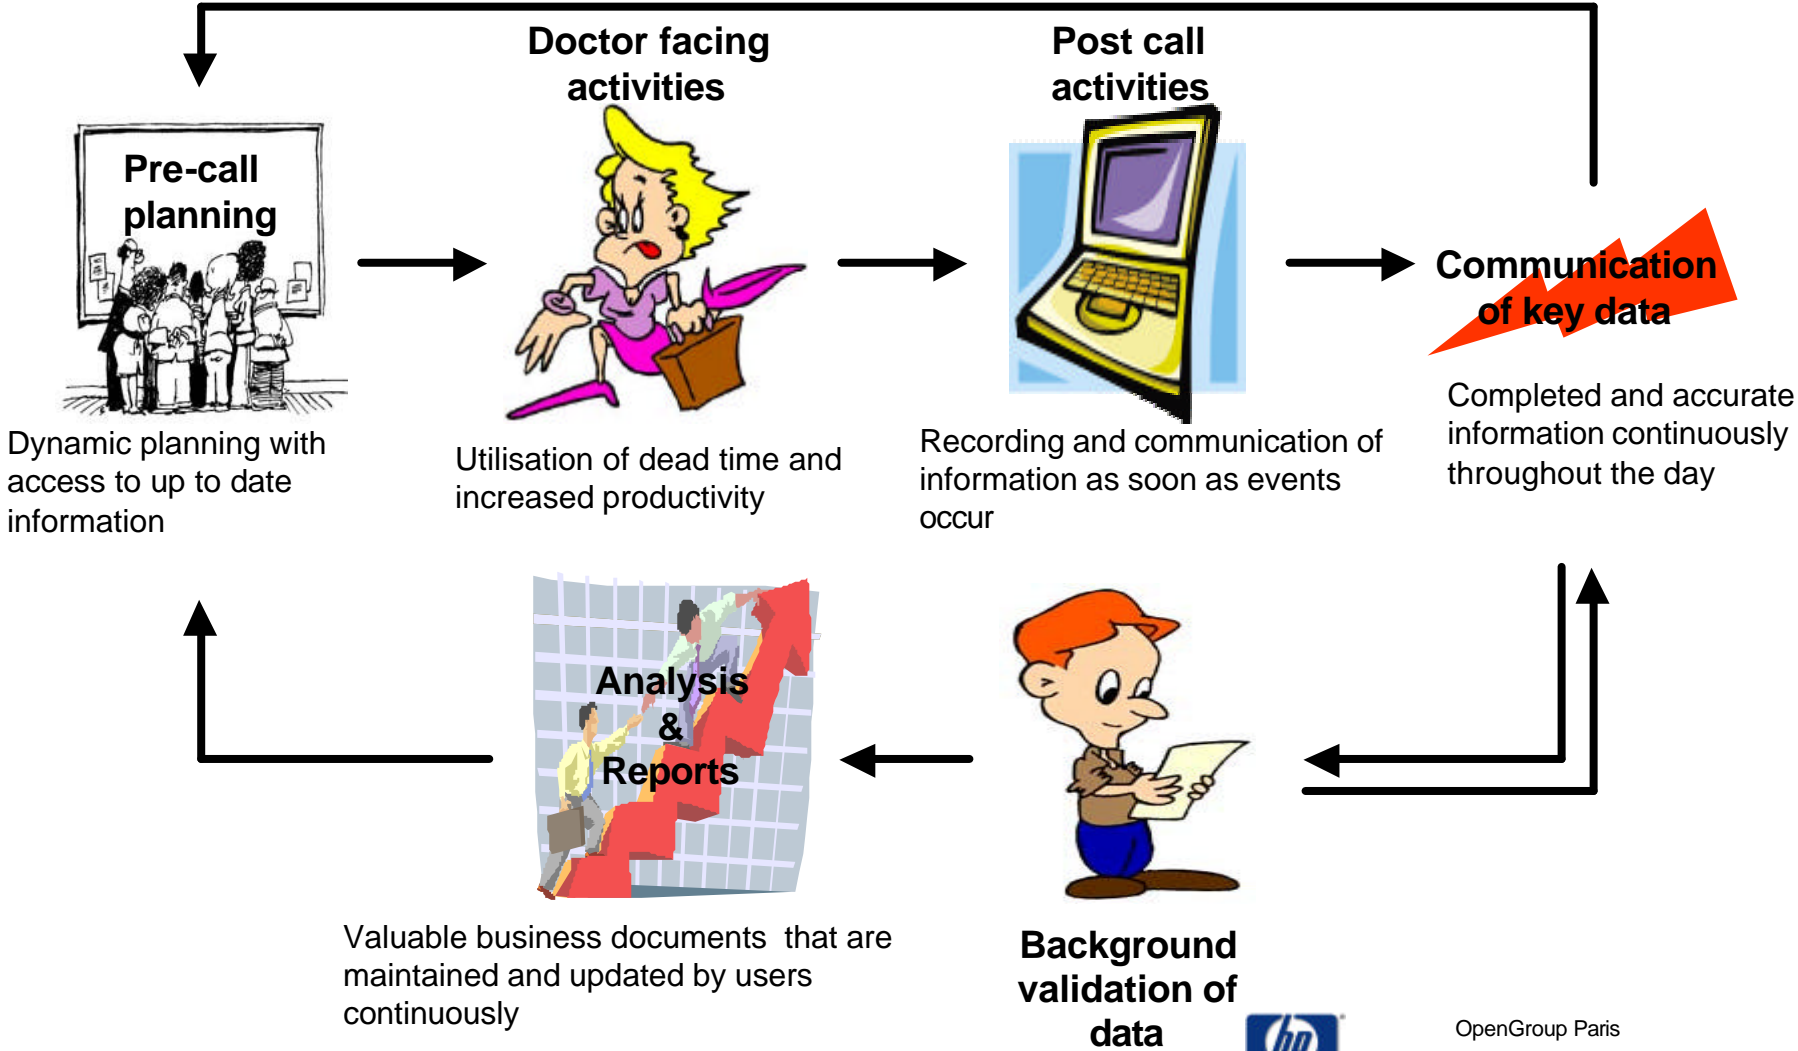 Doctor facing
activities
Post call
activities
Pre-call
planning
Communication
of key data
Dynamic planning with
access to up to date
information
Utilisation of dead time and
increased productivity
Recording and communication of
information as soon as events
occur
Completed and accurate
information continuously
throughout the day
Analysis
&
Reports
Valuable business documents  that are
maintained and updated by users
continuously
Background
validation of
data
hp
OpenGroup Paris